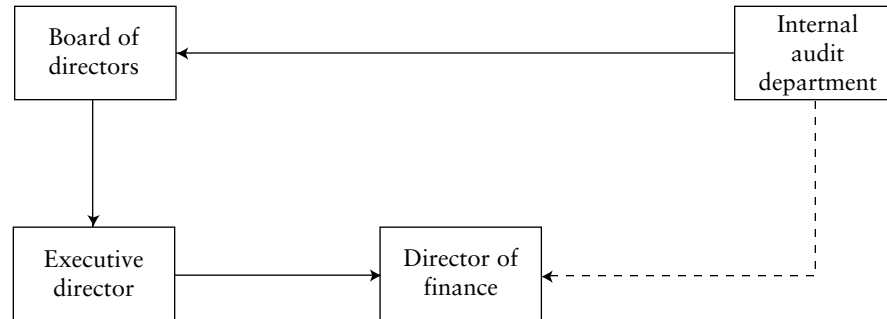 Board of
directors
Internal
audit
department
Executive
director
Director of
finance